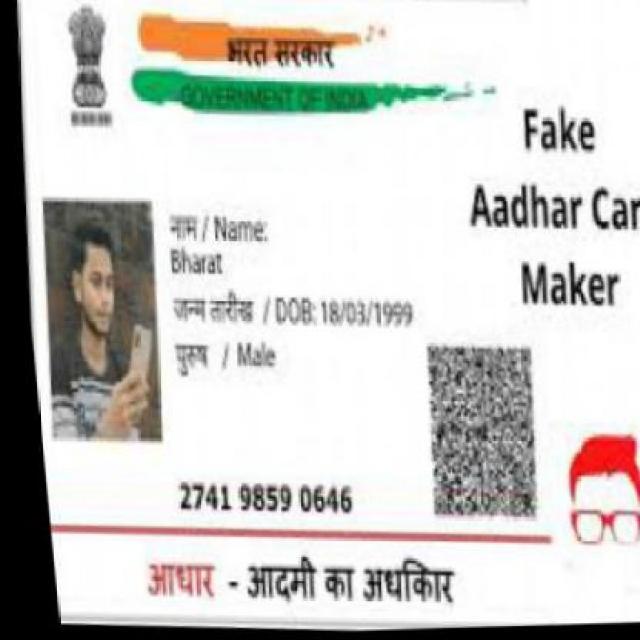 भारत सरकार
GOVERNMENT OF INDIA
Fake
Aadhar Car
Maker
नाम / Name:
Bharat
जन्म तारीख / DOB: 18/03/1999
पुरुष / Male
2741 9859 0646
आधार - आदमी का अधिकार